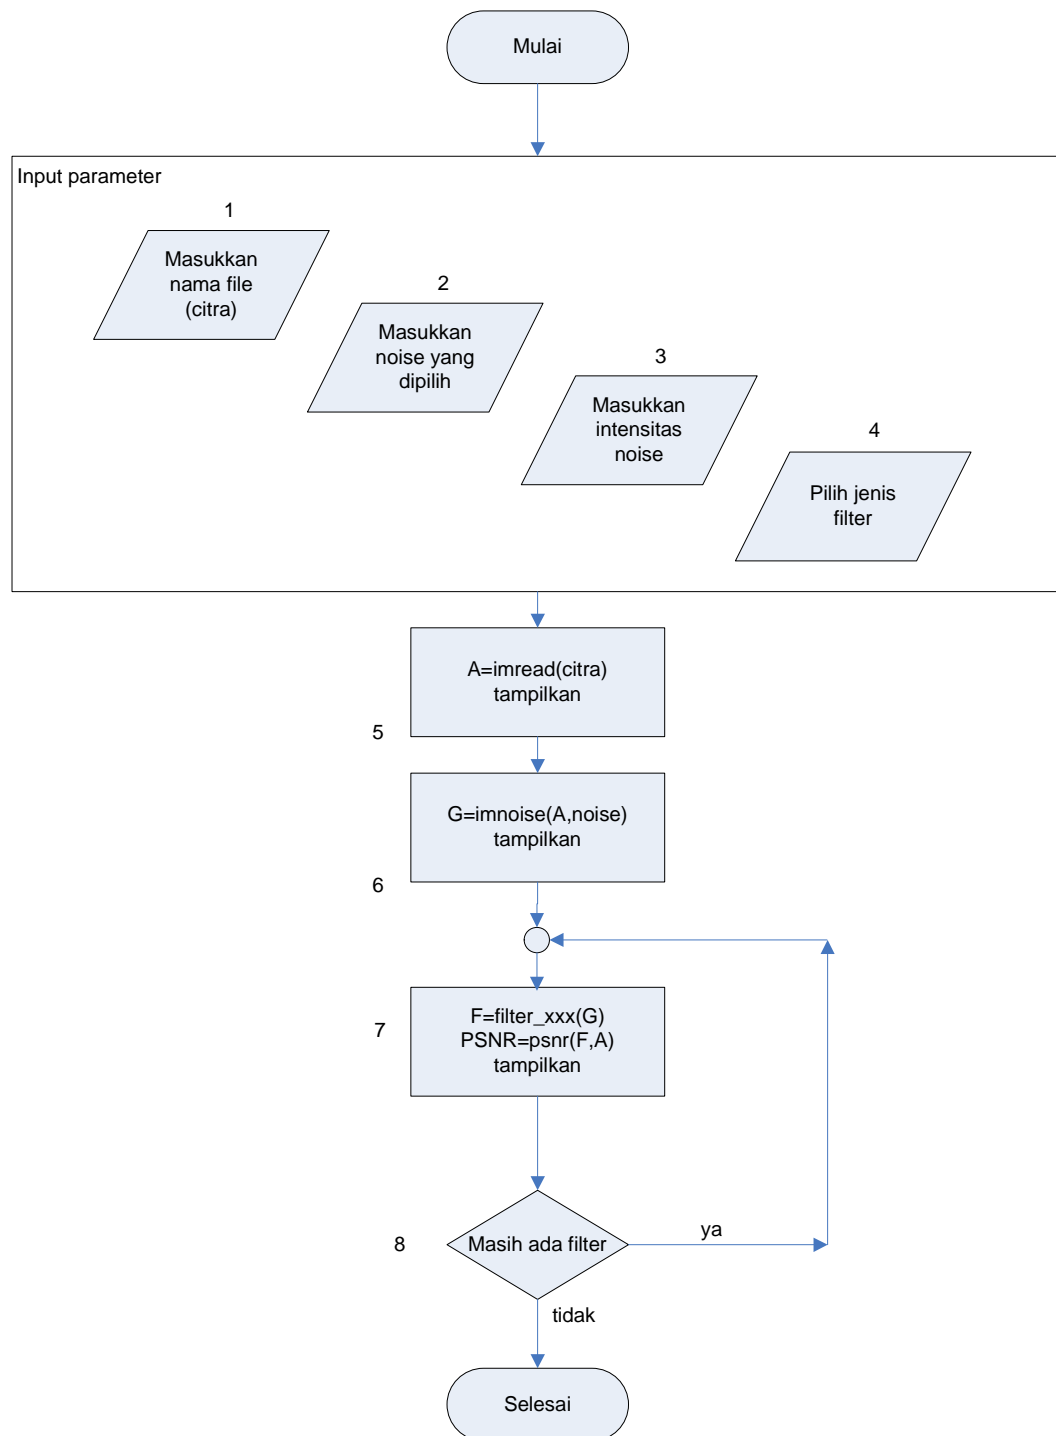 Mulai
Input parameter
1
Masukkan
nama file
(citra)
2
Masukkan
noise yang
dipilih
3
Masukkan
intensitas
noise
4
Pilih jenis
filter
A=imread(citra)
tampilkan
5
G=imnoise(A,noise)
tampilkan
6
F=filter_xxx(G)
PSNR=psnr(F,A)
tampilkan
7
8
Masih ada filter
ya
tidak
Selesai